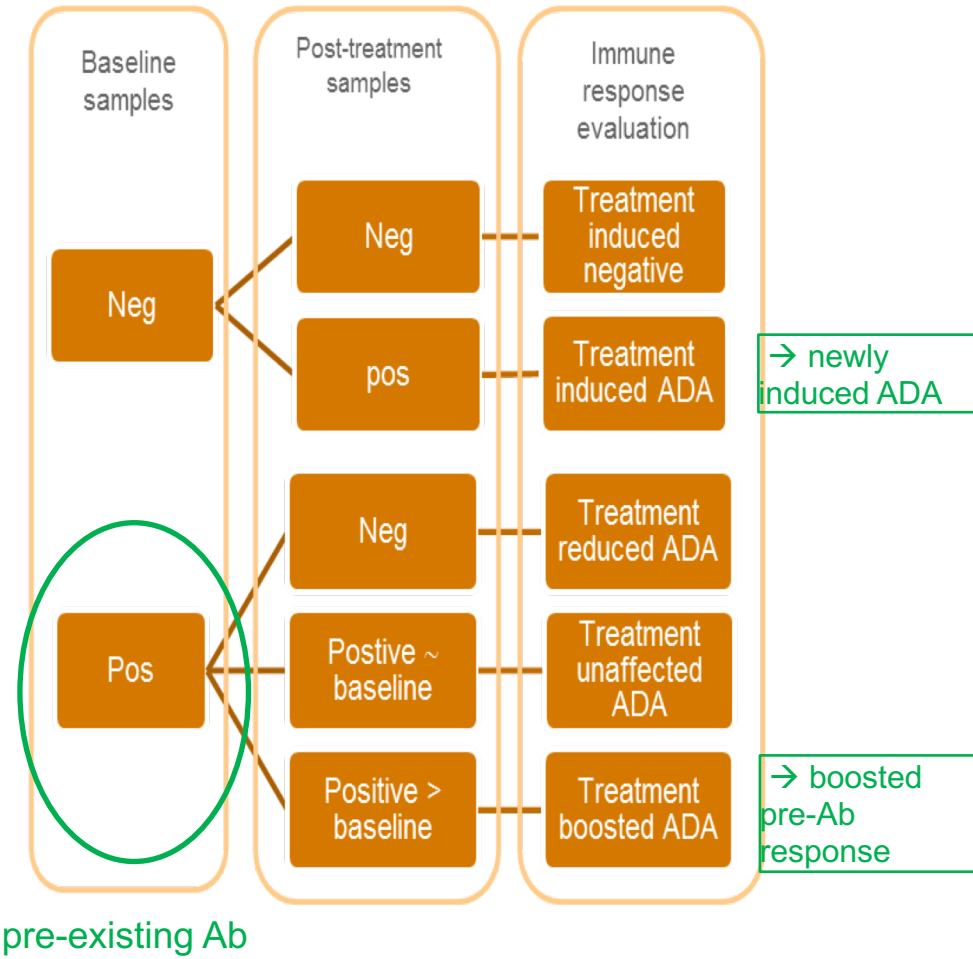 Baseline
samples
Post-treatment
samples
Immune
response
evaluation
Neg
Neg
Treatment
induced
negative
pos
Treatment
induced ADA
→ newly
induced ADA
Pos
Neg
Treatment
reduced ADA
Postive ~
baseline
Treatment
unaffected
ADA
Positive >
baseline
Treatment
boosted ADA
→ boosted
pre-Ab
response
pre-existing Ab